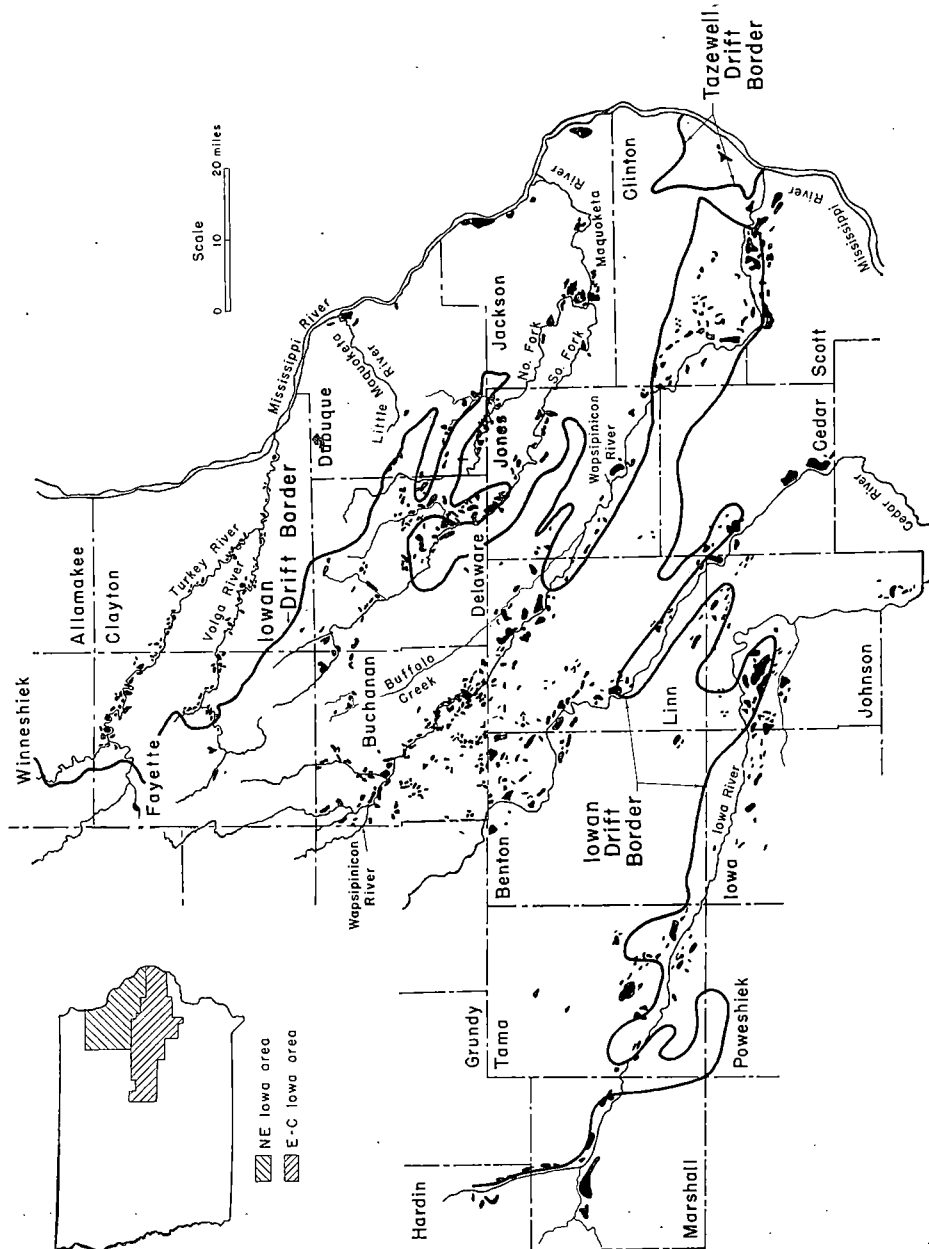 Winneshiek
Allamakee
Clayton
Turkey River
Volga River
Fayette
Iowan
Drift Border
Mississippi River
Scale
0 10 20 miles
Dubuque
Little Maquoketa
River
Buchanan
Buffalo
Creek
Delaware
Jones
Jackson
No. Fork
So. Fork
Maquoketa
River
Wapsipinicon
River
Wapsipinicon
River
Clinton
Tazewell
Drift
Border
Mississippi
River
Scott
Cedar
Cedar River
Benton
Linn
Iowan
Drift
Border
Johnson
Iowa River
Iowa
Grundy
Tama
Poweshiek
Hardin
Marshall
NE Iowa area
E-C Iowa area